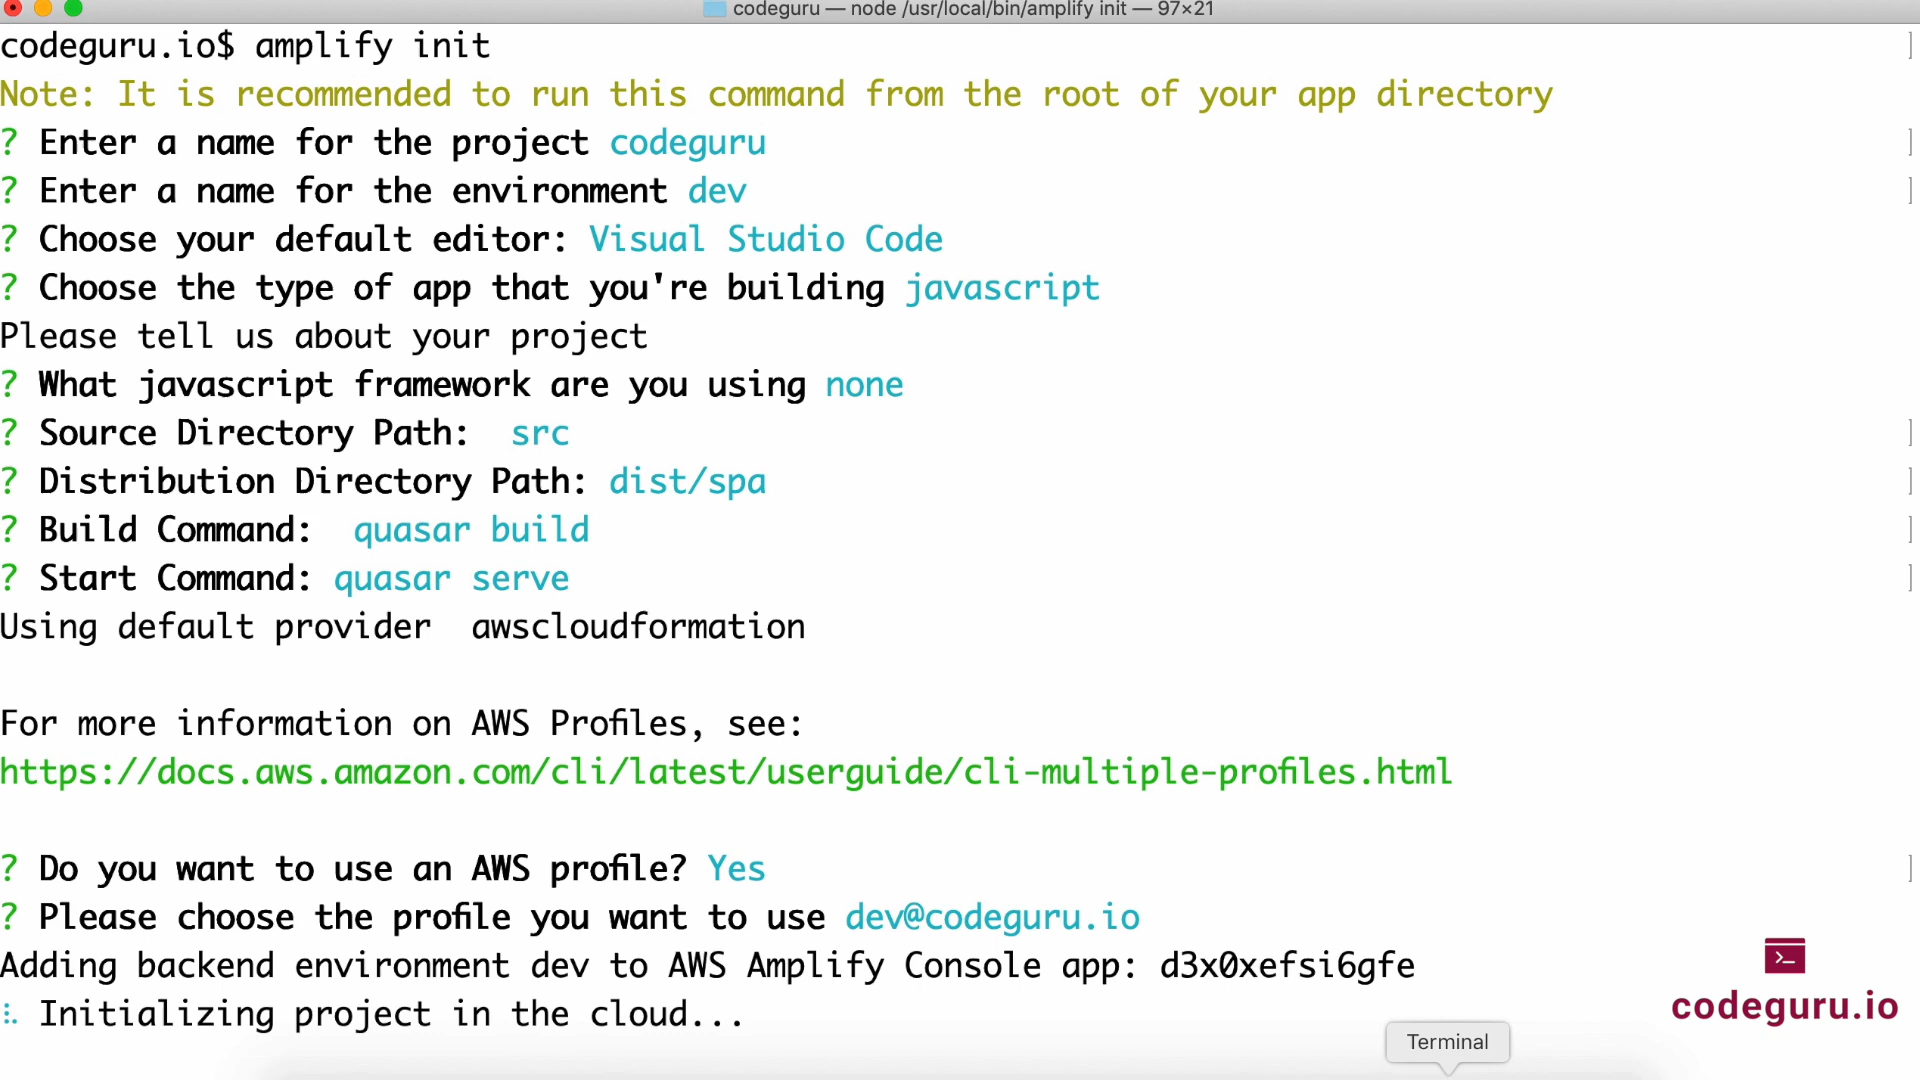 codeguru — node /usr/local/bin/amplify init — 97×21
codeguru.io$ amplify init
Note: It is recommended to run this command from the root of your app directory
? Enter a name for the project codeguru
? Enter a name for the environment dev
? Choose your default editor: Visual Studio Code
? Choose the type of app that you're building javascript
Please tell us about your project
? What javascript framework are you using none
? Source Directory Path:  src
? Distribution Directory Path: dist/spa
? Build Command:  quasar build
? Start Command: quasar serve
Using default provider  awscloudformation
For more information on AWS Profiles, see:
https://docs.aws.amazon.com/cli/latest/userguide/cli-multiple-profiles.html
? Do you want to use an AWS profile? Yes
? Please choose the profile you want to use dev@codeguru.io
Adding backend environment dev to AWS Amplify Console app: d3x0xefsi6gfe
Initializing project in the cloud...
>_
codeguru.io
Terminal